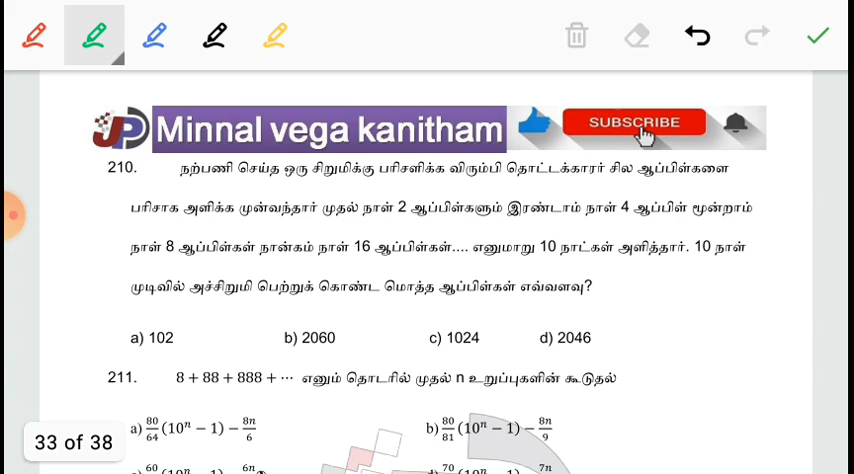 JP Minnal vega kanitham SUBSCRIBE
210. நற்பணி செய்த ஒரு சிறுமிக்கு பரிசளிக்க விரும்பி தொட்டக்காரர் சில ஆப்பிள்களை
பரிசாக அளிக்க முன்வந்தார் முதல் நாள் 2 ஆப்பிள்களும் இரண்டாம் நாள் 4 ஆப்பிள் மூன்றாம்
நாள் 8 ஆப்பிள்கள் நான்கம் நாள் 16 ஆப்பிள்கள்.... எனுமாறு 10 நாட்கள் அளித்தார். 10 நாள்
முடிவில் அச்சிறுமி பெற்றுக் கொண்ட மொத்த ஆப்பிள்கள் எவ்வளவு?
a) 102 b) 2060 c) 1024 d) 2046
211. 8 + 88 + 888 + ⋯ எனும் தொடரில் முதல் n உறுப்புகளின் கூடுதல்
a) 80/64 (10ⁿ − 1) − 8n/6 b) 80/81 (10ⁿ − 1) − 8n/9
33 of 38